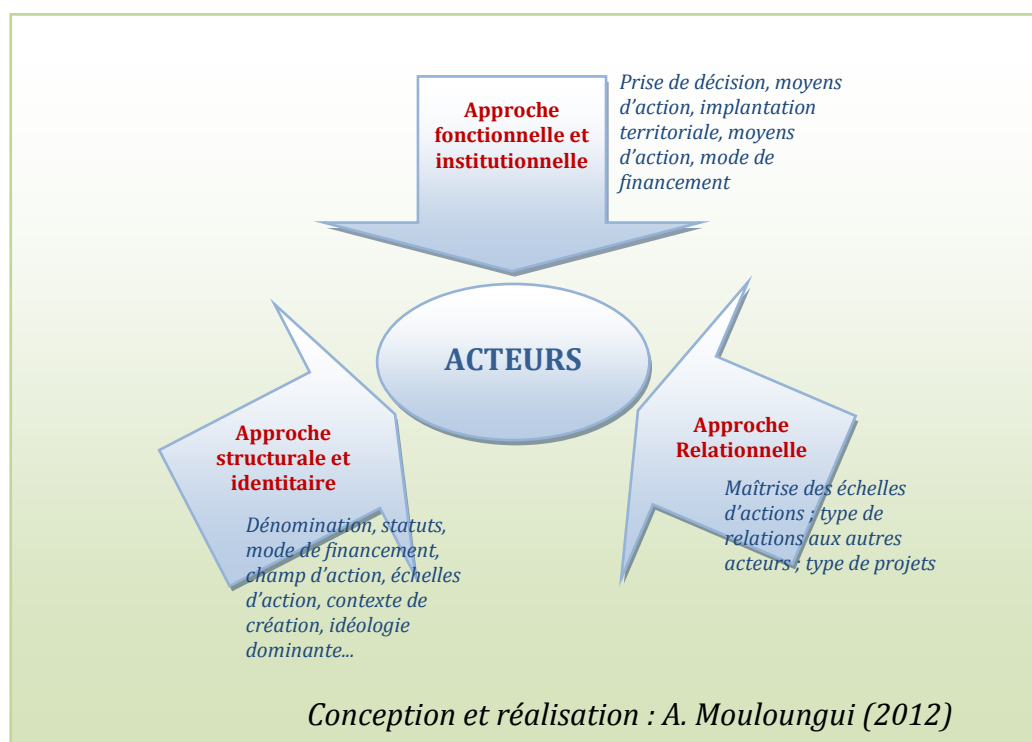 Approche
fonctionnelle et
institutionnelle
Prise de décision, moyens
d’action, implantation
territoriale, moyens
d’action, mode de
financement
ACTEURS
Approche
structurale et
identitaire
Dénomination, statuts,
mode de financement,
champ d’action, échelles
d’action, contexte de
création, idéologie
dominante...
Approche
Relationnelle
Maîtrise des échelles
d’actions ; type de
relations aux autres
acteurs ; type de projets
Conception et réalisation : A. Mouloungui (2012)